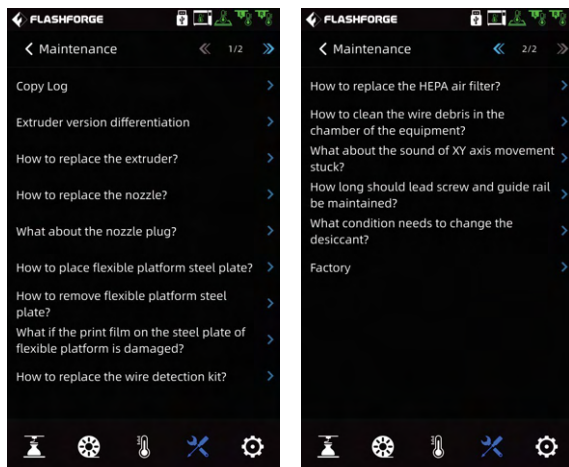 FLASHFORGE
Maintenance
1/2
Copy Log
Extruder version differentiation
How to replace the extruder?
How to replace the nozzle?
What about the nozzle plug?
How to place flexible platform steel plate?
How to remove flexible platform steel
plate?
What if the print film on the steel plate of
flexible platform is damaged?
How to replace the wire detection kit?
FLASHFORGE
Maintenance
2/2
How to replace the HEPA air filter?
How to clean the wire debris in the
chamber of the equipment?
What about the sound of XY axis movement
stuck?
How long should lead screw and guide rail
be maintained?
What condition needs to change the
desiccant?
Factory